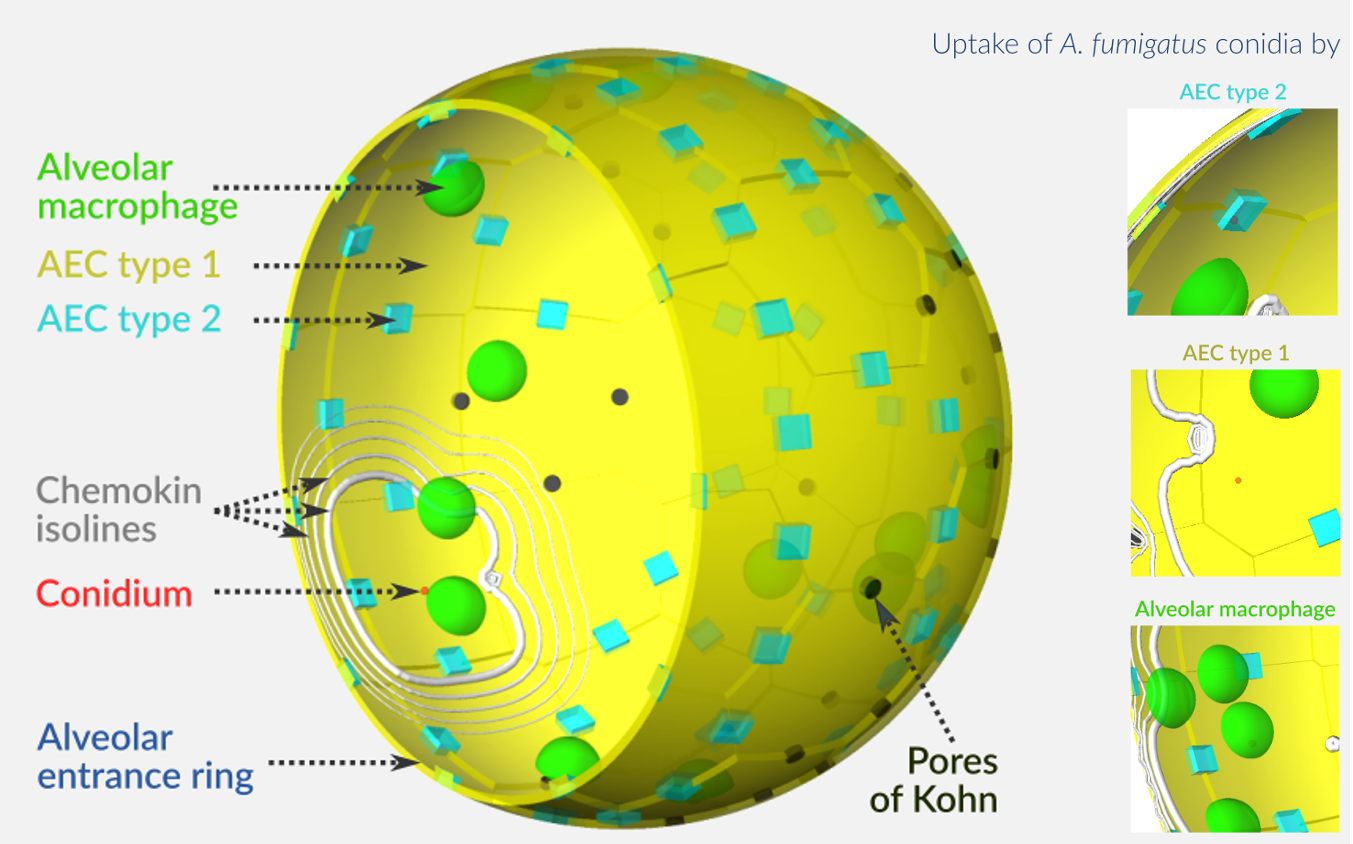 Uptake of A. fumigatus conidia by
AEC type 2
Alveolar
macrophage
AEC type 1
AEC type 2
AEC type 1
Chemokin
isolines
Conidium
Alveolar macrophage
Alveolar
entrance ring
Pores
of Kohn